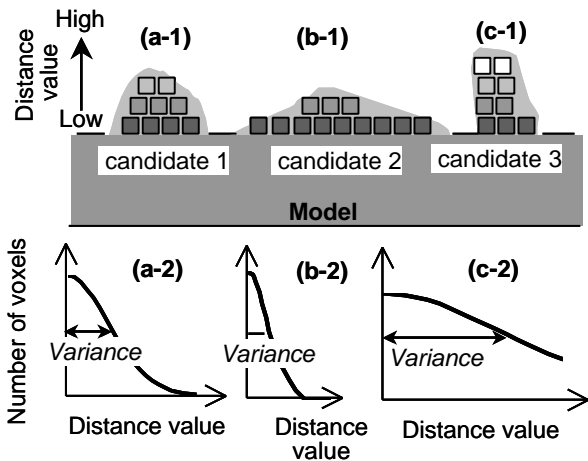 High
Low
Distance
value
(a-1)
(b-1)
(c-1)
candidate 1
candidate 2
candidate 3
Model
Number of voxels
(a-2)
Variance
Distance value
(b-2)
Variance
Distance
value
(c-2)
Variance
Distance value